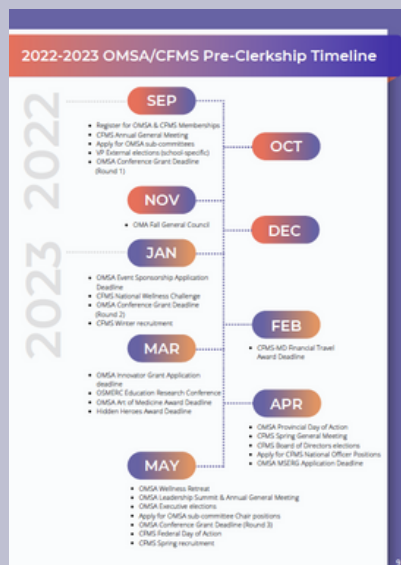 2022-2023 OMSA/CFMS Pre-Clerkship Timeline
2022
SEP
Register for OMSA & CFMS Memberships
CFMS Annual General Meeting
Apply for OMSA sub-committees
VP External elections (school-specific)
OMSA Conference Grant Deadline
(Round 1)
OCT
NOV
OMA Fall General Council
DEC
2023
JAN
OMSA Event Sponsorship Application
Deadline
CFMS National Wellness Challenge
OMSA Conference Grant Deadline
(Round 2)
CFMS Winter recruitment
FEB
CFMS-MD Financial Travel
Award Deadline
MAR
OMSA Innovator Grant Application
deadline
OSMERC Education Research Conference
OMSA Art of Medicine Award Deadline
Hidden Heroes Award Deadline
APR
OMSA Provincial Day of Action
CFMS Spring General Meeting
CFMS Board of Directors elections
Apply for CFMS National Officer Positions
OMSA MSERG Application Deadline
MAY
OMSA Wellness Retreat
OMSA Leadership Summit & Annual General Meeting
OMSA Executive elections
Apply for OMSA sub-committee Chair positions
OMSA Conference Grant Deadline (Round 3)
CFMS Federal Day of Action
CFMS Spring recruitment
9